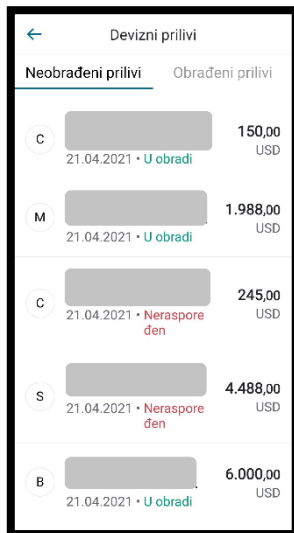 Devizni prilivi
Neobrađeni prilivi Obrađeni prilivi
C 150,00
21.04.2021 • U obradi USD
M 1.988,00
21.04.2021 • U obradi USD
C 245,00
21.04.2021 • Neraspore USD
đen
S 4.488,00
21.04.2021 • Neraspore USD
đen
B 6.000,00
21.04.2021 • U obradi USD